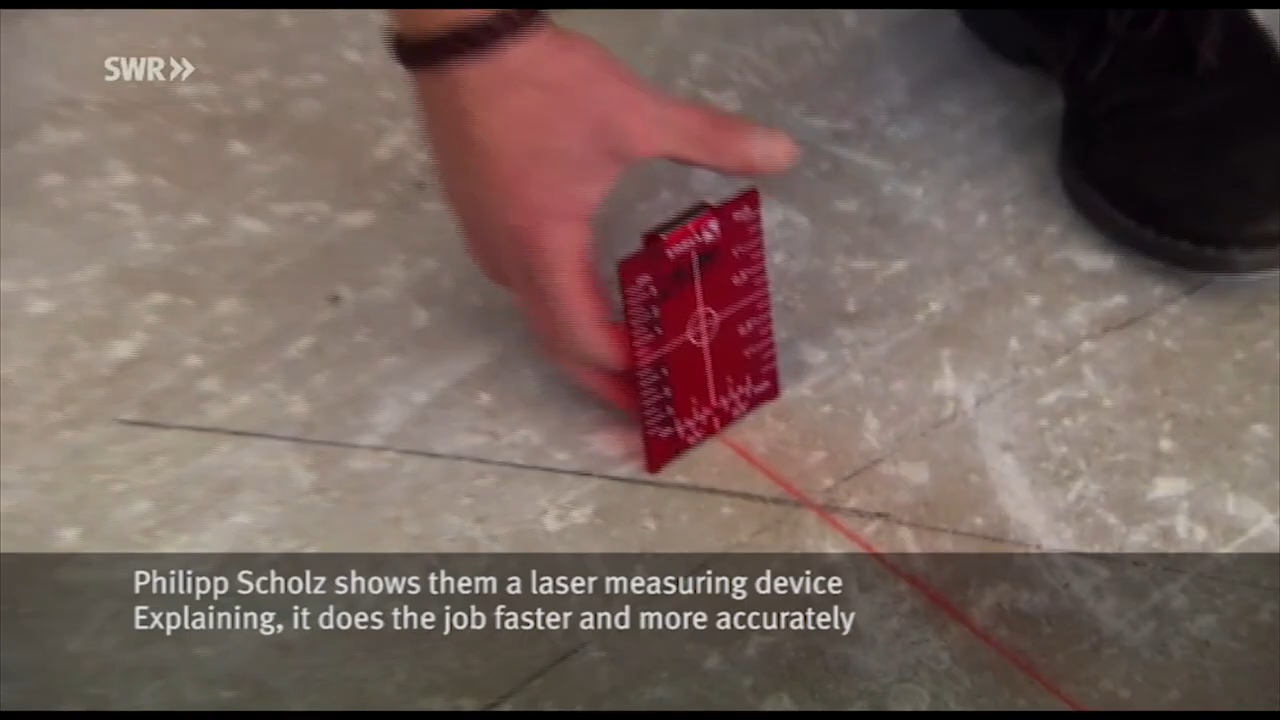 SWR»
Philipp Scholz shows them a laser measuring device
Explaining, it does the job faster and more accurately